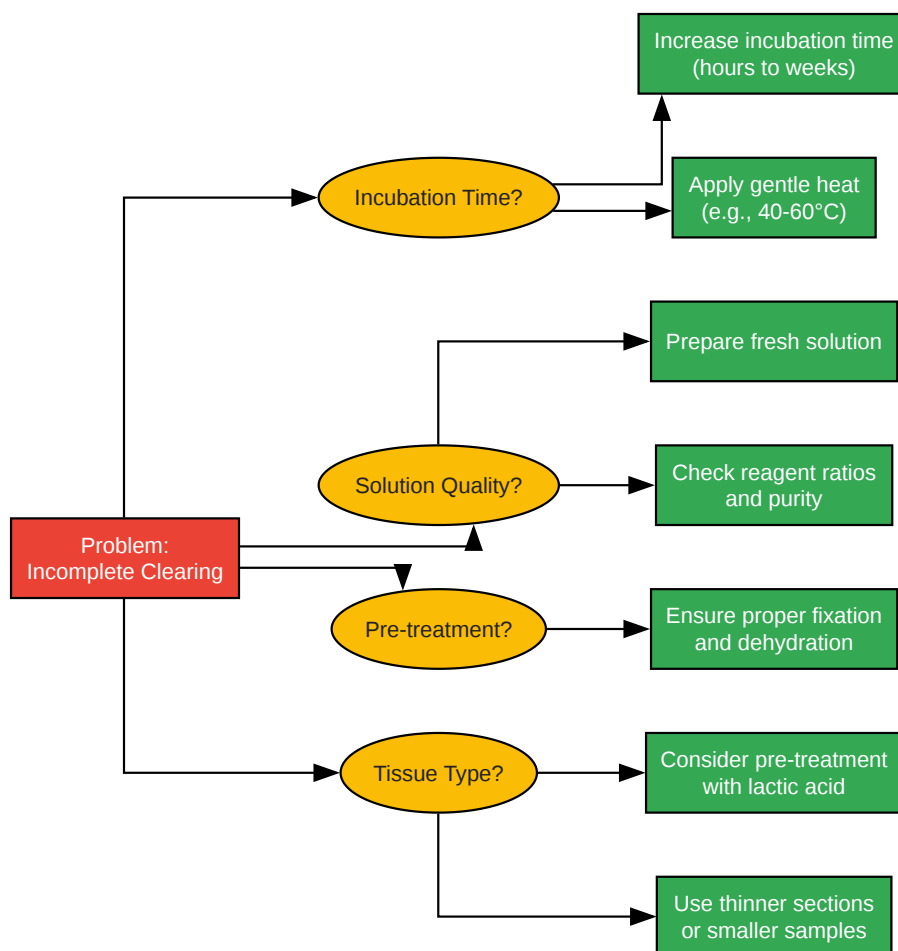 Increase incubation time
(hours to weeks)
Incubation Time?
Apply gentle heat
(e.g., 40-60°C)
Prepare fresh solution
Solution Quality?
Check reagent ratios
and purity
Problem:
Incomplete Clearing
Pre-treatment?
Ensure proper fixation
and dehydration
Tissue Type?
Consider pre-treatment
with lactic acid
Use thinner sections
or smaller samples